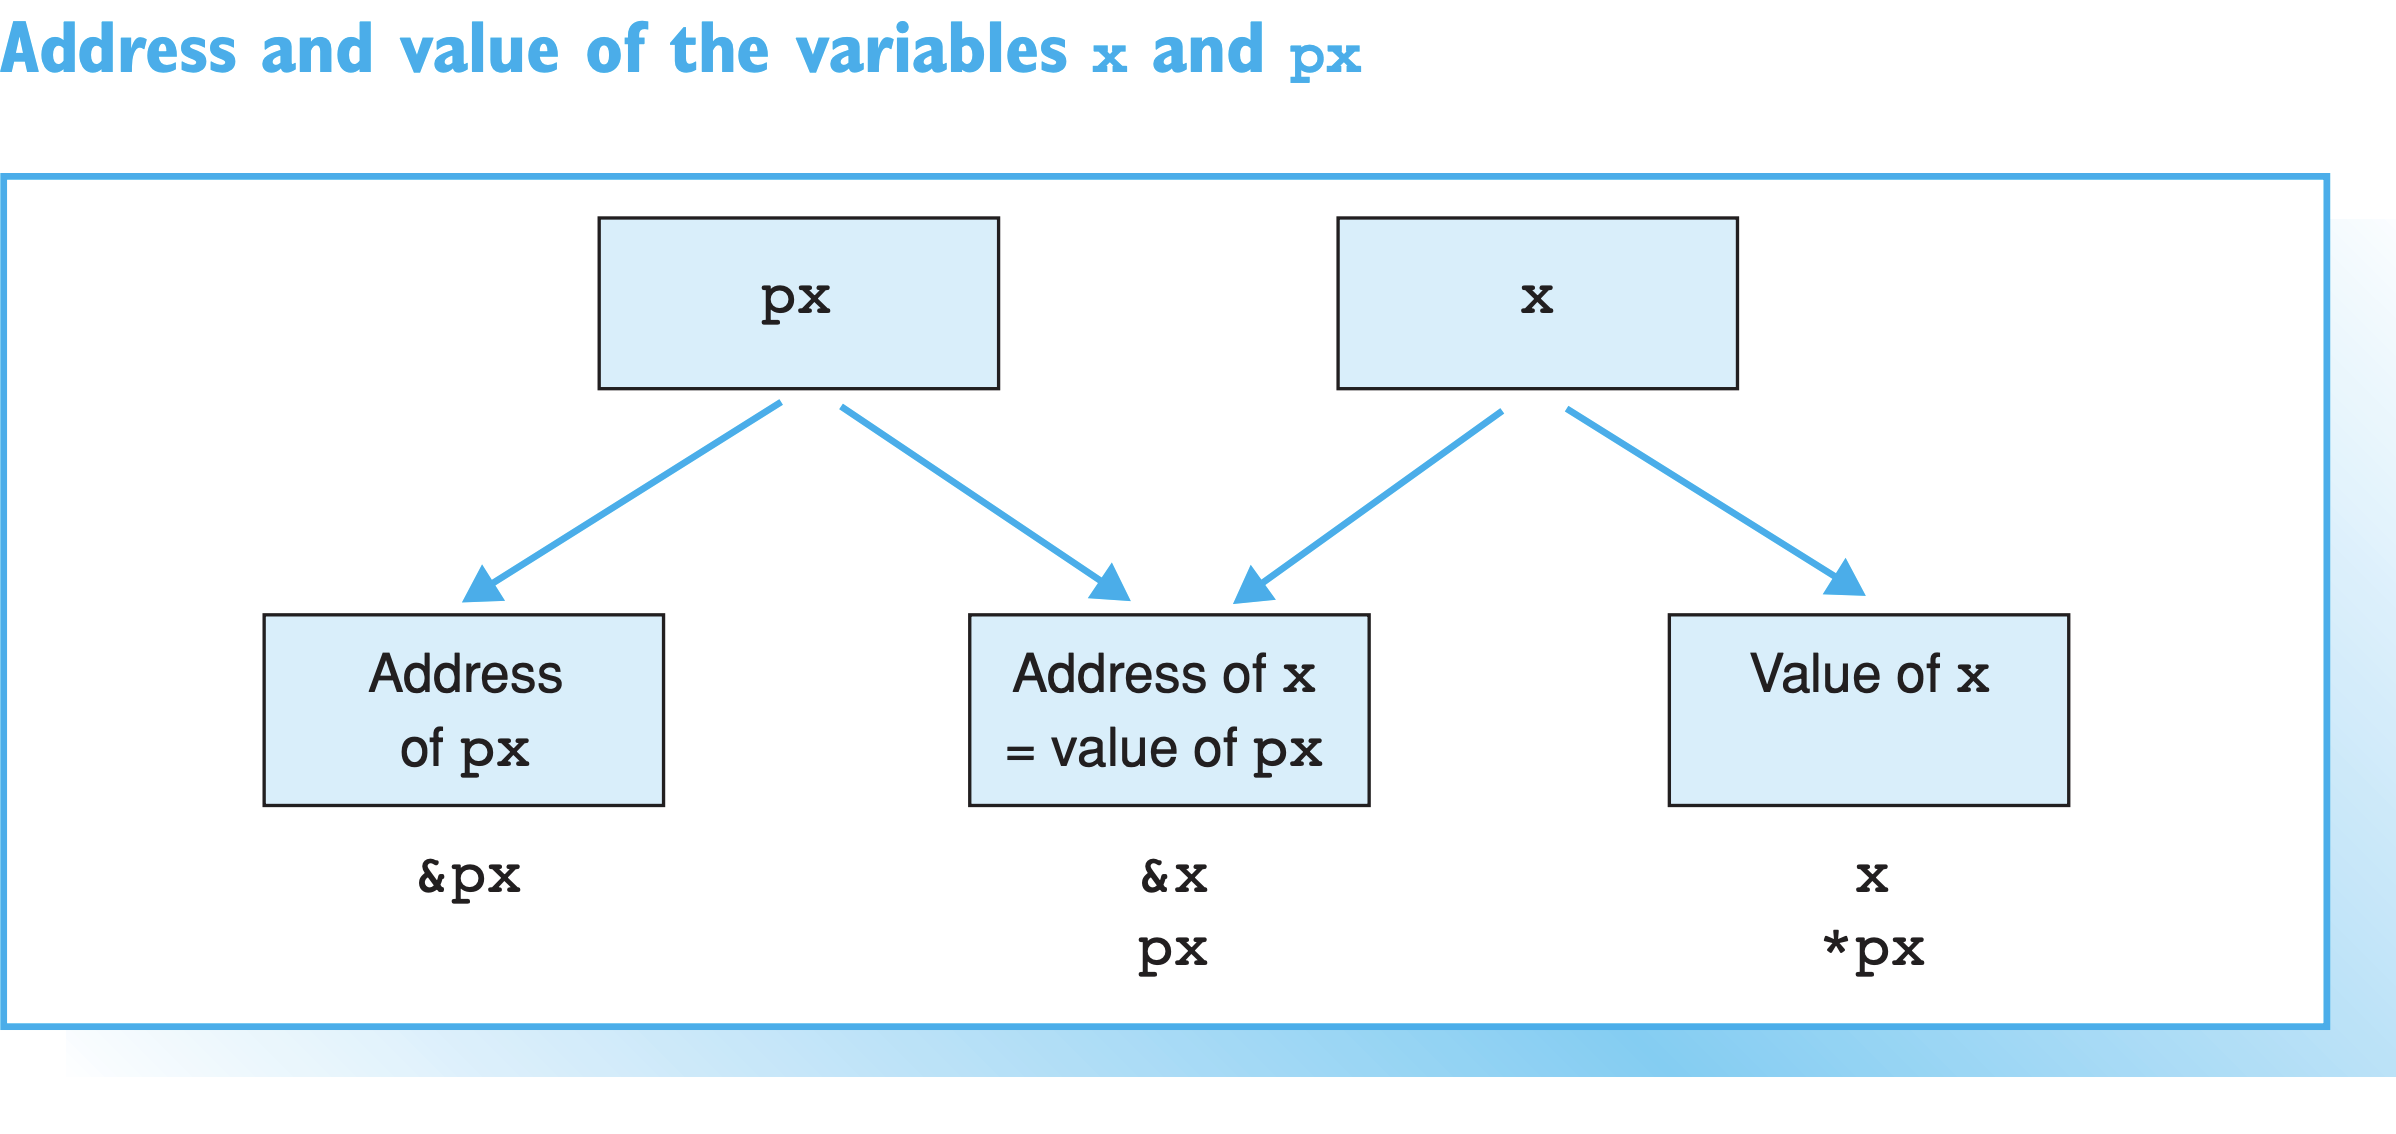 Address and value of the variables x and px
px
x
Address
of px
Address of x
= value of px
Value of x
&px
&x
x
px
*px